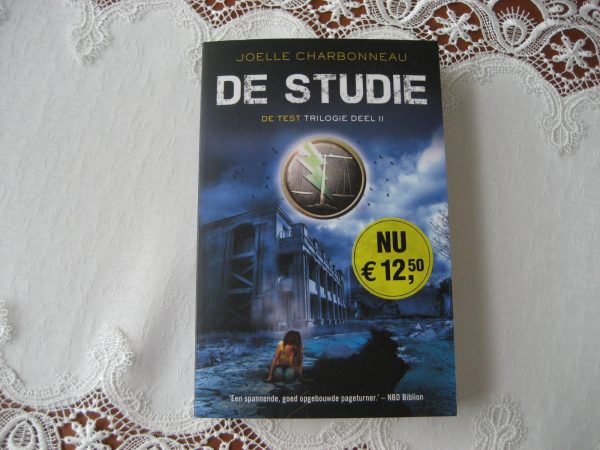 JOELLE CHARBONNEAU
DE STUDIE
DE TEST TRILOGIE DEEL II
NU
€ 12,50
'Een spannende, goed opgebouwde pageturner.' – NBD Biblion